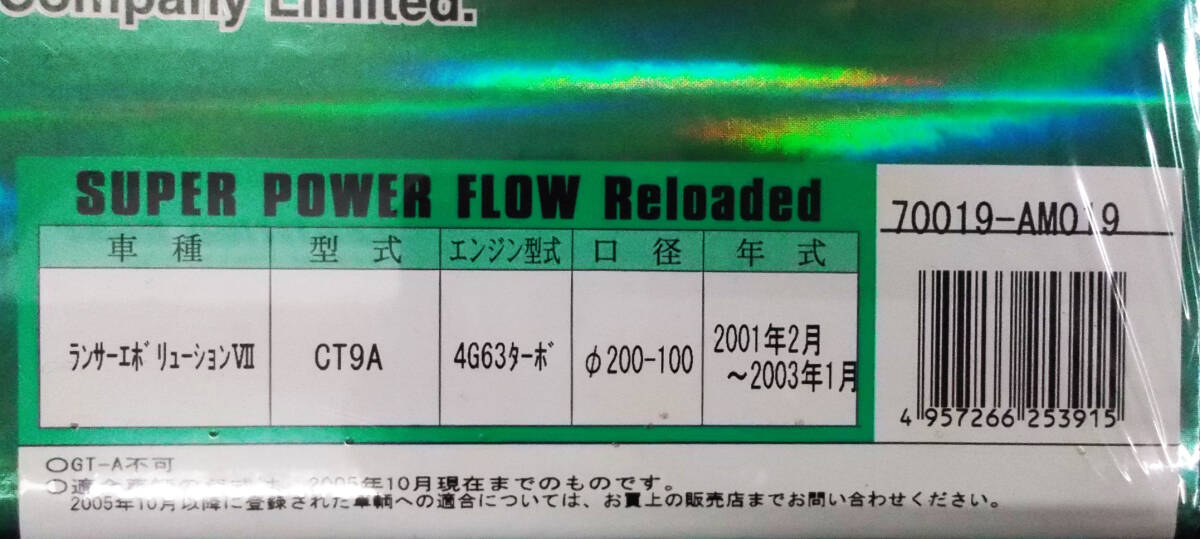 Company Limited.
SUPER POWER FLOW Reloaded
車種 型式 エンジン型式 口径 年式
ﾗﾝｻｰｴﾎﾞﾘｭｰｼｮﾝⅦ CT9A 4G63ﾀｰﾎﾞ φ200-100 2001年2月
～2003年1月
70019-AM019
4 957266 253915
○GT-A不可
○適合 の 式は、2005年10月現在までのものです。
2005年10月以降に登録された車輌への適合については、お買上の販売店までお問い合わせください。